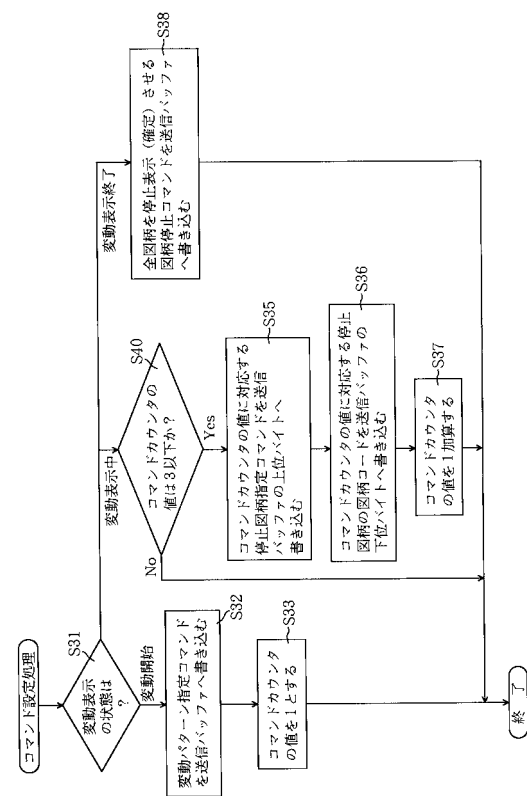 コマンド設定処理
S31
変動表示
の状態は
?
変動開始
S32
変動パターン指定コマンド
を送信バッファへ書き込む
S33
コマンドカウンタ
の値を1とする
変動表示中
S40
コマンドカウンタの
値は3以下か?
No
Yes
S35
コマンドカウンタの値に対応する
停止図柄指定コマンドを送信
バッファの上位バイトへ
書き込む
S36
コマンドカウンタの値に対応する停止
図柄の図柄コードを送信バッファの
下位バイトへ書き込む
S37
コマンドカウンタ
の値を1加算する
変動表示終了
S38
全図柄を停止表示(確定)させる
図柄停止コマンドを送信バッファ
へ書き込む
終 了